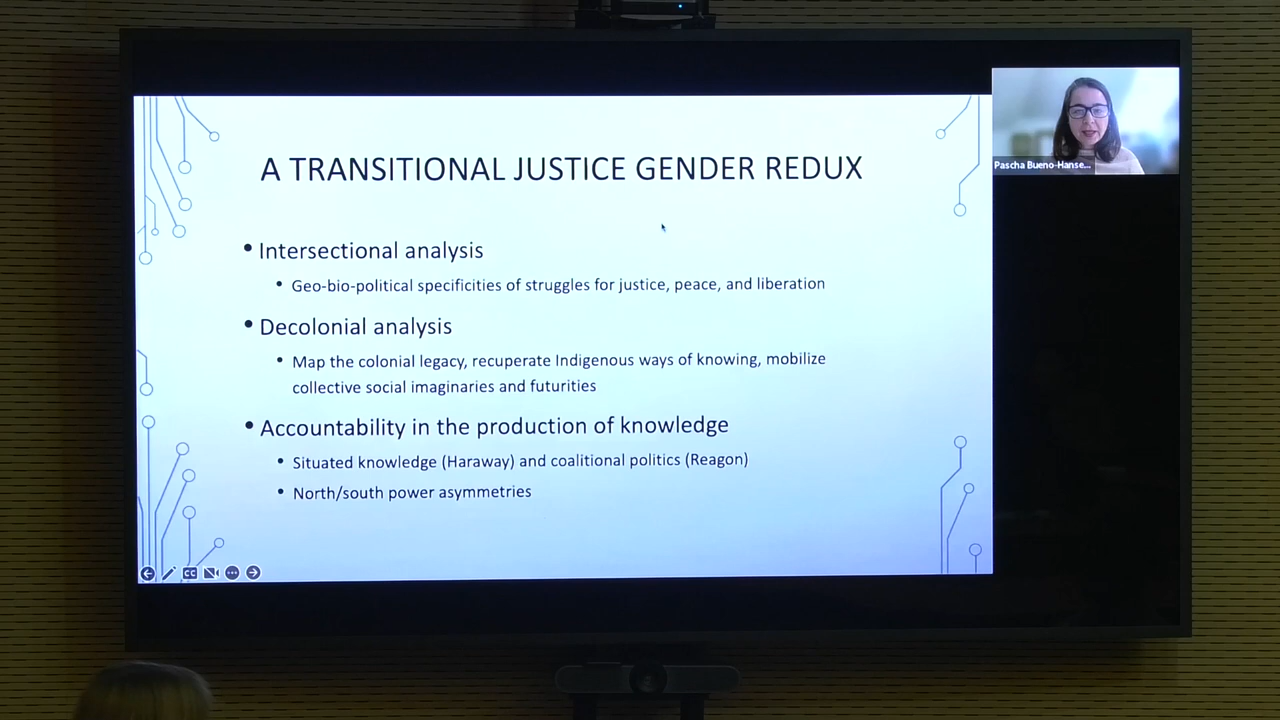 A TRANSITIONAL JUSTICE GENDER REDUX
• Intersectional analysis
• Geo-bio-political specificities of struggles for justice, peace, and liberation
• Decolonial analysis
• Map the colonial legacy, recuperate Indigenous ways of knowing, mobilize
collective social imaginaries and futurities
• Accountability in the production of knowledge
• Situated knowledge (Haraway) and coalitional politics (Reagon)
• North/south power asymmetries
CC
Pascha Bueno-Hanse...